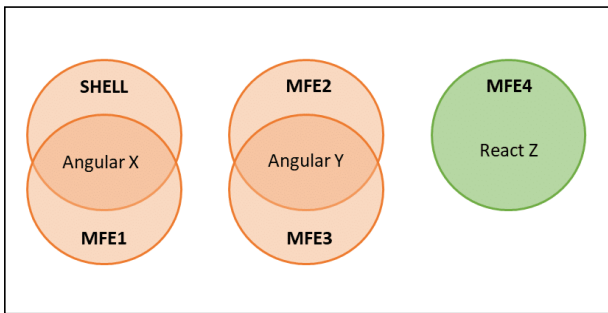 SHELL
Angular X
MFE1
MFE2
Angular Y
MFE3
MFE4
React Z